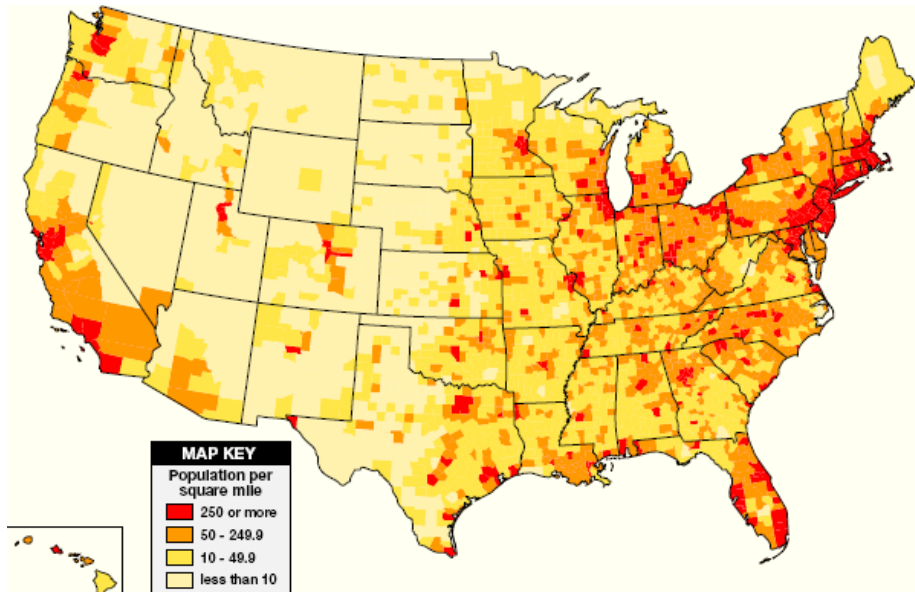 MAP KEY
Population per
square mile
250 or more
50 - 249.9
10 - 49.9
less than 10